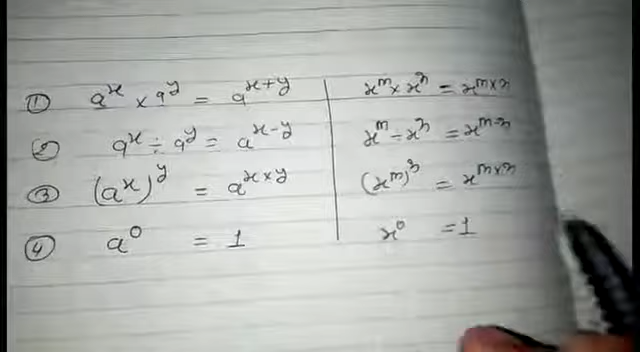 ① a^x × a^y = a^(x+y) | x^m × x^n = x^(m×n)
② a^x ÷ a^y = a^(x-y) | x^m ÷ x^n = x^(m-n)
③ (a^x)^y = a^(x×y) | (x^m)^n = x^(m×n)
④ a^0 = 1 | x^0 = 1